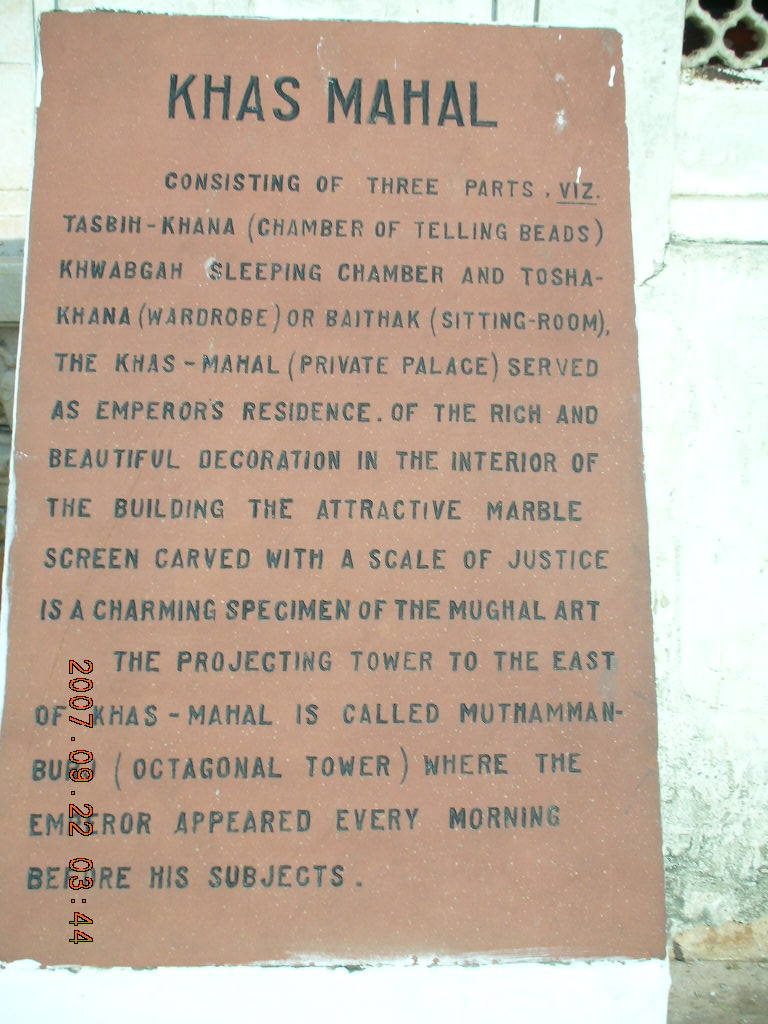 KHAS MAHAL
CONSISTING OF THREE PARTS, VIZ.
TASBIH-KHANA (CHAMBER OF TELLING BEADS)
KHWABGAH SLEEPING CHAMBER AND TOSHA-
KHANA (WARDROBE) OR BAITHAK (SITTING-ROOM),
THE KHAS-MAHAL (PRIVATE PALACE) SERVED
AS EMPEROR'S RESIDENCE. OF THE RICH AND
BEAUTIFUL DECORATION IN THE INTERIOR OF
THE BUILDING THE ATTRACTIVE MARBLE
SCREEN CARVED WITH A SCALE OF JUSTICE
IS A CHARMING SPECIMEN OF THE MUGHAL ART
THE PROJECTING TOWER TO THE EAST
OF KHAS-MAHAL IS CALLED MUTHAMMAN-
BURJ (OCTAGONAL TOWER) WHERE THE
EMPEROR APPEARED EVERY MORNING
BEFORE HIS SUBJECTS.
2007.09.22 03:44